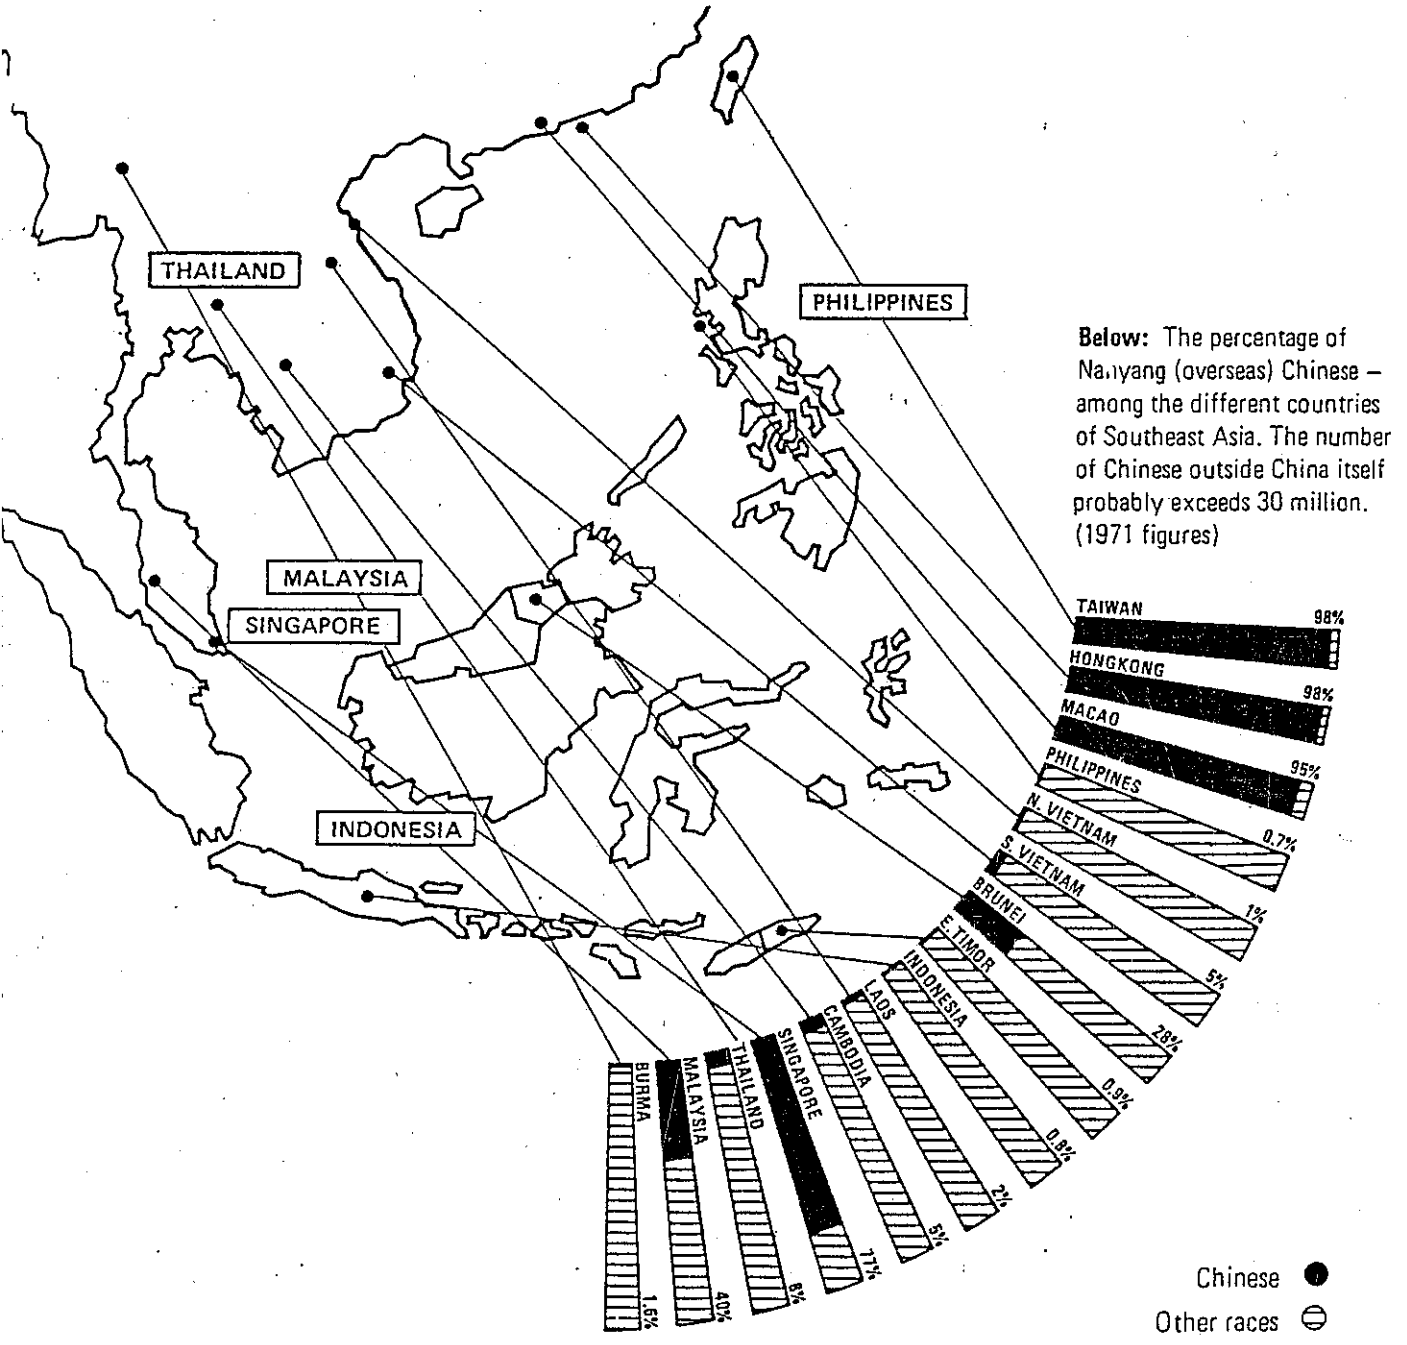 THAILAND
PHILIPPINES
Below: The percentage of
Nanyang (overseas) Chinese –
among the different countries
of Southeast Asia. The number
of Chinese outside China itself
probably exceeds 30 million.
(1971 figures)
MALAYSIA
SINGAPORE
INDONESIA
TAIWAN 98%
HONGKONG 98%
MACAO 95%
PHILIPPINES 0.7%
N. VIETNAM 1%
S. VIETNAM 5%
BRUNEI 28%
E. TIMOR 0.9%
INDONESIA 0.8%
LAOS 2%
CAMBODIA 5%
SINGAPORE 77%
THAILAND 8%
MALAYSIA 40%
BURMA 1.6%
Chinese
Other races